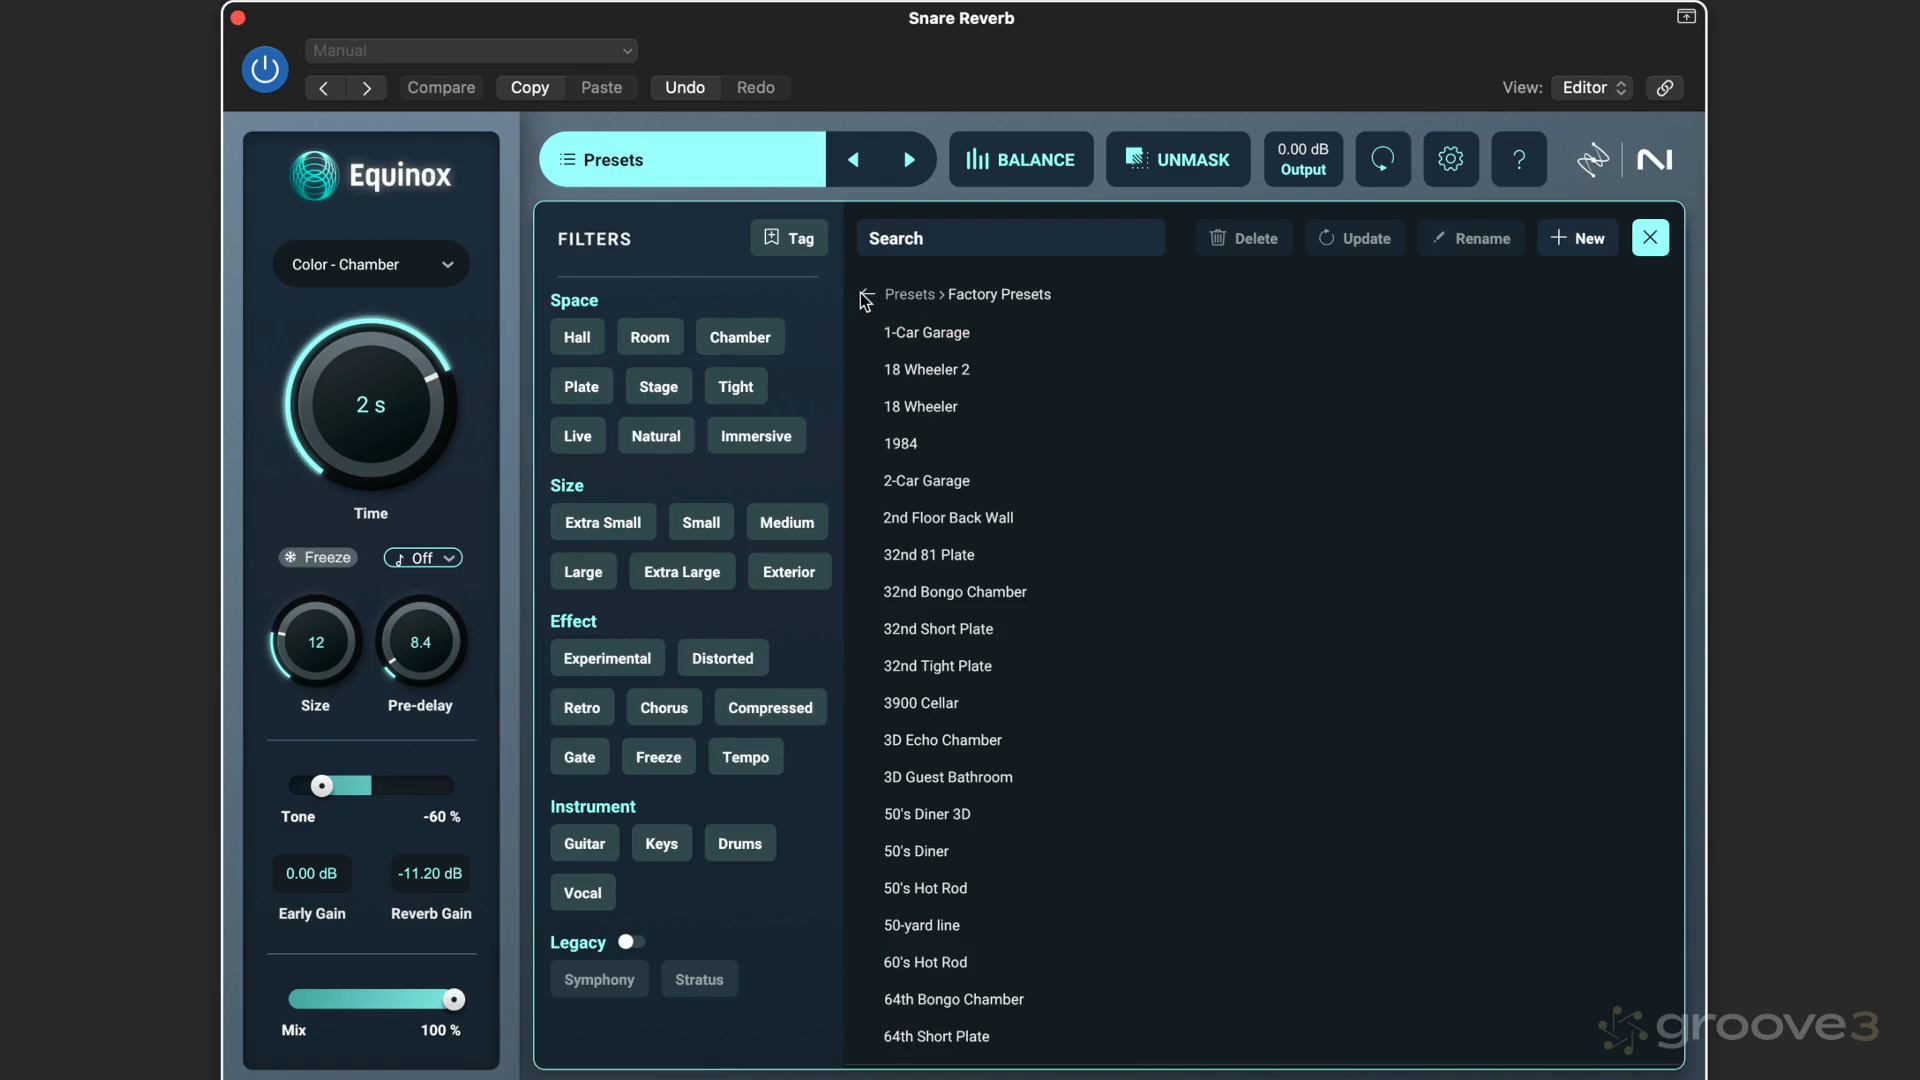 Snare Reverb
Manual
Compare Copy Paste Undo Redo View: Editor
Equinox
Presets BALANCE UNMASK 0.00 dB Output ?
Color - Chamber
2 s
Time
Freeze Off
12 8.4
Size Pre-delay
Tone -60 %
0.00 dB -11.20 dB
Early Gain Reverb Gain
Mix 100 %
FILTERS Tag
Space
Hall Room Chamber
Plate Stage Tight
Live Natural Immersive
Size
Extra Small Small Medium
Large Extra Large Exterior
Effect
Experimental Distorted
Retro Chorus Compressed
Gate Freeze Tempo
Instrument
Guitar Keys Drums
Vocal
Legacy
Symphony Stratus
Search Delete Update Rename New
Presets › Factory Presets
1-Car Garage
18 Wheeler 2
18 Wheeler
1984
2-Car Garage
2nd Floor Back Wall
32nd 81 Plate
32nd Bongo Chamber
32nd Short Plate
32nd Tight Plate
3900 Cellar
3D Echo Chamber
3D Guest Bathroom
50's Diner 3D
50's Diner
50's Hot Rod
50-yard line
60's Hot Rod
64th Bongo Chamber
64th Short Plate
groove3